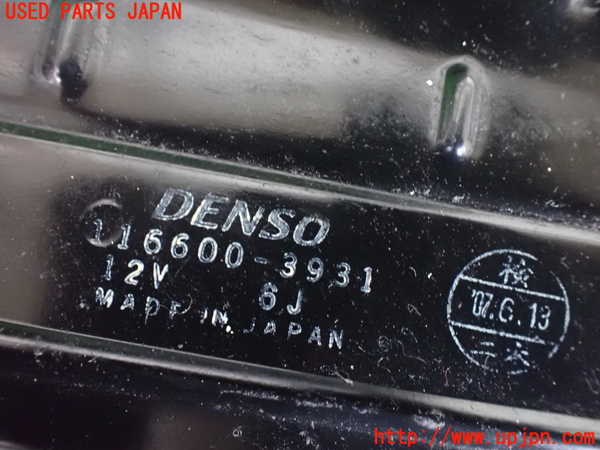 USED PARTS JAPAN
DENSO
116600-3931
12V 6J
MADE IN JAPAN
検
'07.6.13
http://www.upjpn.com